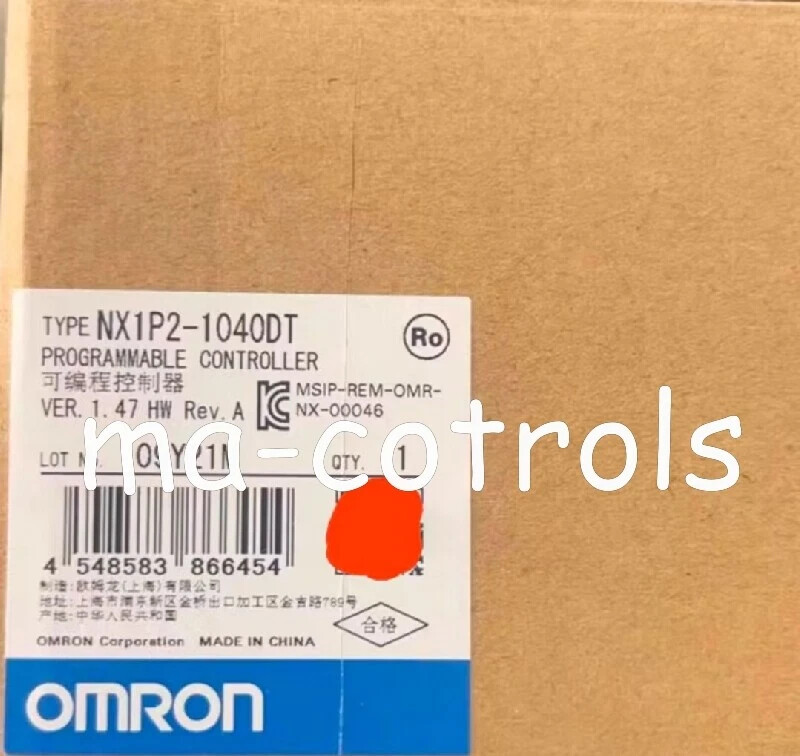 TYPE NX1P2-1040DT
Ro
PROGRAMMABLE CONTROLLER
可编程控制器
MSIP-REM-OMR-
NX-00046
VER. 1.47 HW Rev. A
ma-cotrols
LOT No. 09Y21M QTY. 1
4 548583 866454
制造: 欧姆龙(上海)有限公司
地址: 上海市浦东新区金桥出口加工区金吉路789号
产地: 中华人民共和国
合格
OMRON Corporation MADE IN CHINA
OMRON